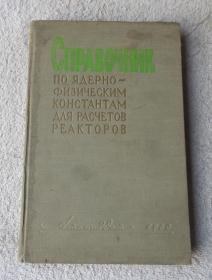 СПРАВОЧНИК
ПО ЯДЕРНО-
ФИЗИЧЕСКИМ
КОНСТАНТАМ
ДЛЯ РАСЧЕТОВ
РЕАКТОРОВ